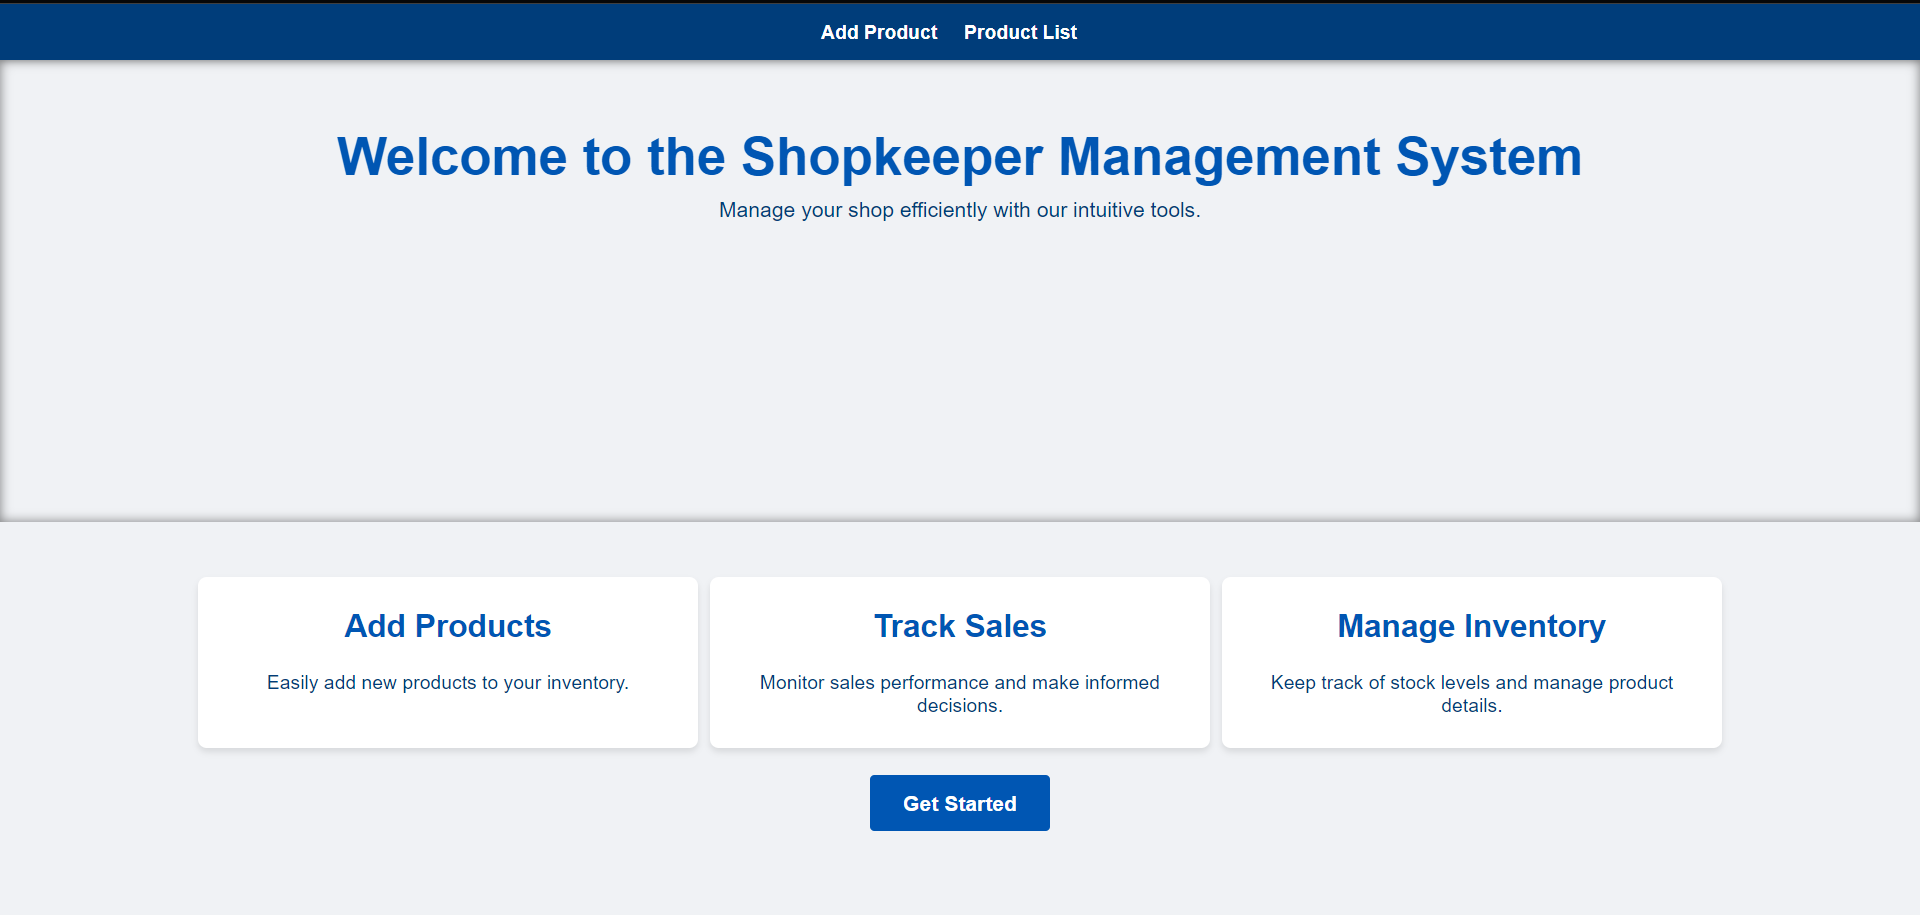 Add Product Product List
Welcome to the Shopkeeper Management System
Manage your shop efficiently with our intuitive tools.
Add Products
Easily add new products to your inventory.
Track Sales
Monitor sales performance and make informed
decisions.
Manage Inventory
Keep track of stock levels and manage product
details.
Get Started